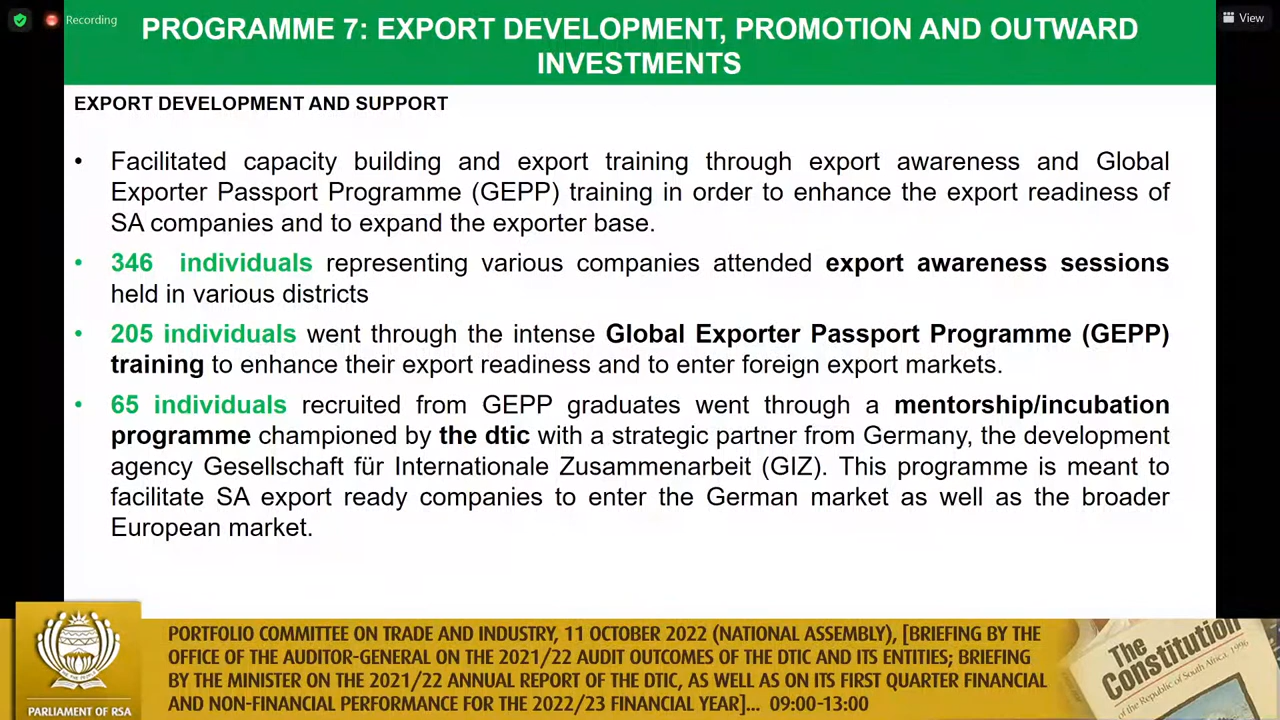 Recording
View
PROGRAMME 7: EXPORT DEVELOPMENT, PROMOTION AND OUTWARD
INVESTMENTS
EXPORT DEVELOPMENT AND SUPPORT
• Facilitated capacity building and export training through export awareness and Global
Exporter Passport Programme (GEPP) training in order to enhance the export readiness of
SA companies and to expand the exporter base.
• 346 individuals representing various companies attended export awareness sessions
held in various districts
• 205 individuals went through the intense Global Exporter Passport Programme (GEPP)
training to enhance their export readiness and to enter foreign export markets.
• 65 individuals recruited from GEPP graduates went through a mentorship/incubation
programme championed by the dtic with a strategic partner from Germany, the development
agency Gesellschaft für Internationale Zusammenarbeit (GIZ). This programme is meant to
facilitate SA export ready companies to enter the German market as well as the broader
European market.
PARLIAMENT OF RSA
PORTFOLIO COMMITTEE ON TRADE AND INDUSTRY, 11 OCTOBER 2022 (NATIONAL ASSEMBLY), [BRIEFING BY THE
OFFICE OF THE AUDITOR-GENERAL ON THE 2021/22 AUDIT OUTCOMES OF THE DTIC AND ITS ENTITIES; BRIEFING
BY THE MINISTER ON THE 2021/22 ANNUAL REPORT OF THE DTIC, AS WELL AS ON ITS FIRST QUARTER FINANCIAL
AND NON-FINANCIAL PERFORMANCE FOR THE 2022/23 FINANCIAL YEAR]... 09:00-13:00
The
Constitution
of the Republic of South Africa, 1996